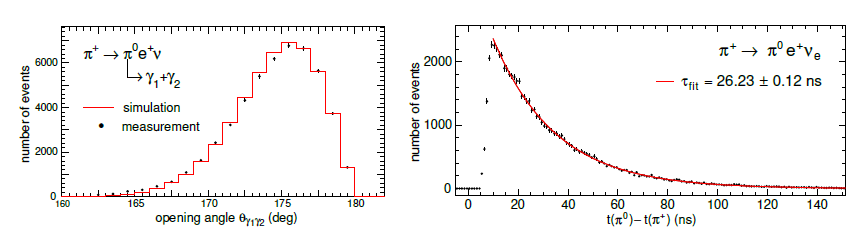 π⁺ → π⁰e⁺ν
γ₁+γ₂
simulation
measurement
number of events
6000
4000
2000
0
160 165 170 175 180
opening angle θγ₁γ₂ (deg)
π⁺ → π⁰ e⁺νₑ
τfit = 26.23 ± 0.12 ns
number of events
2000
1000
0
0 20 40 60 80 100 120 140
t(π⁰)−t(π⁺) (ns)